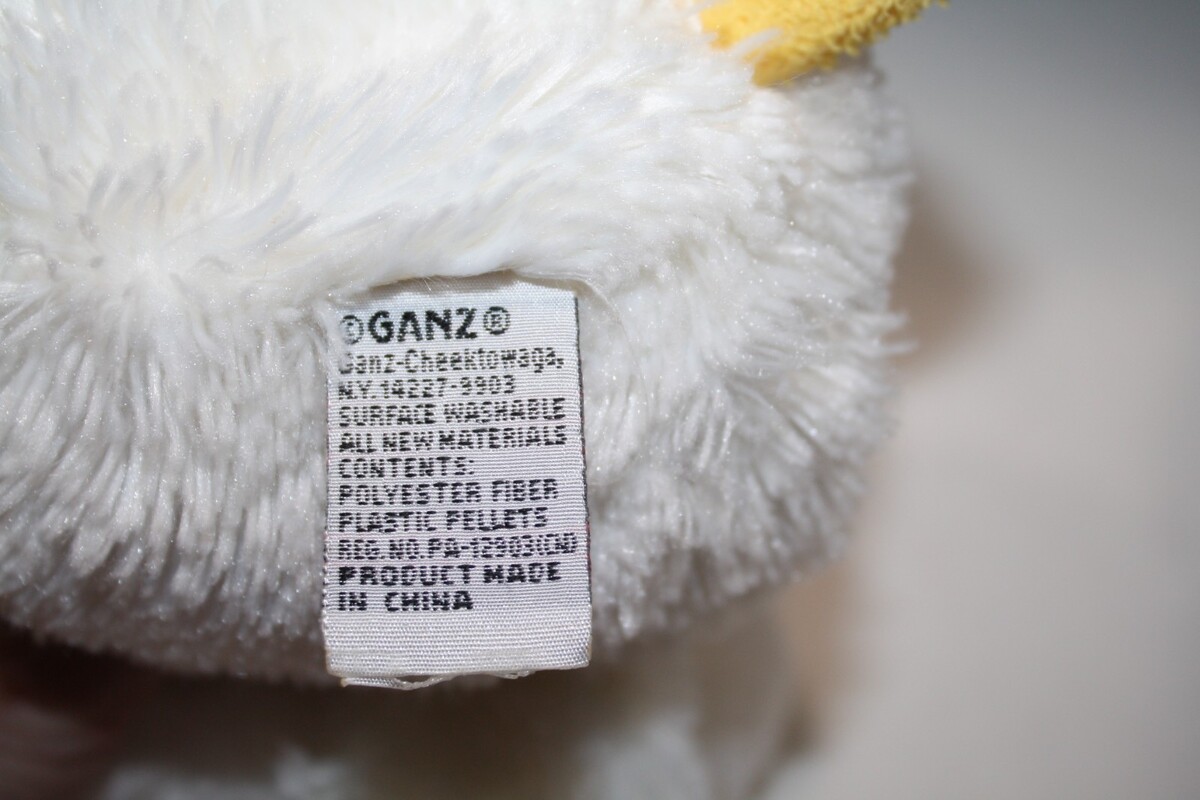 ©GANZ®
Ganz-Cheektowaga,
N.Y. 14227-9903
SURFACE WASHABLE
ALL NEW MATERIALS
CONTENTS:
POLYESTER FIBER
PLASTIC PELLETS
REG. NO. PA-12903(CN)
PRODUCT MADE
IN CHINA